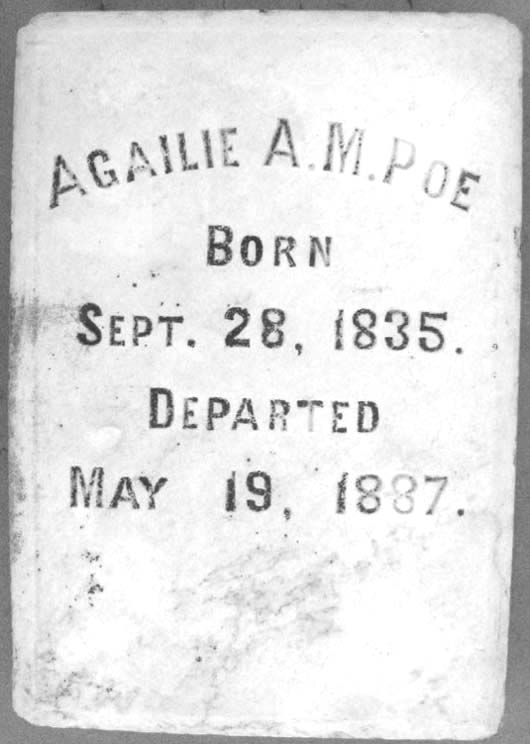 AGAILIE A.M.POE
BORN
SEPT. 28, 1835.
DEPARTED
MAY 19, 1887.